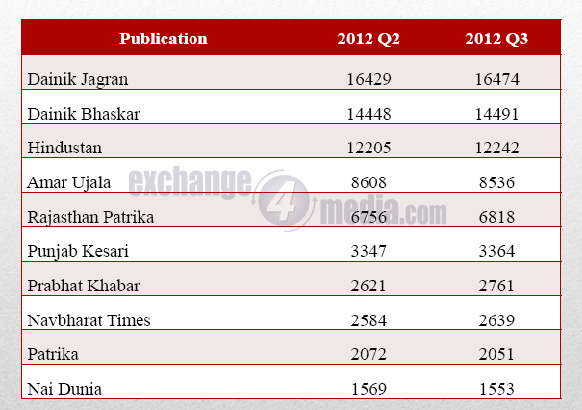 Publication 2012 Q2 2012 Q3
Dainik Jagran 16429 16474
Dainik Bhaskar 14448 14491
Hindustan 12205 12242
Amar Ujala 8608 8536
exchange4media.com
Rajasthan Patrika 6756 6818
Punjab Kesari 3347 3364
Prabhat Khabar 2621 2761
Navbharat Times 2584 2639
Patrika 2072 2051
Nai Dunia 1569 1553